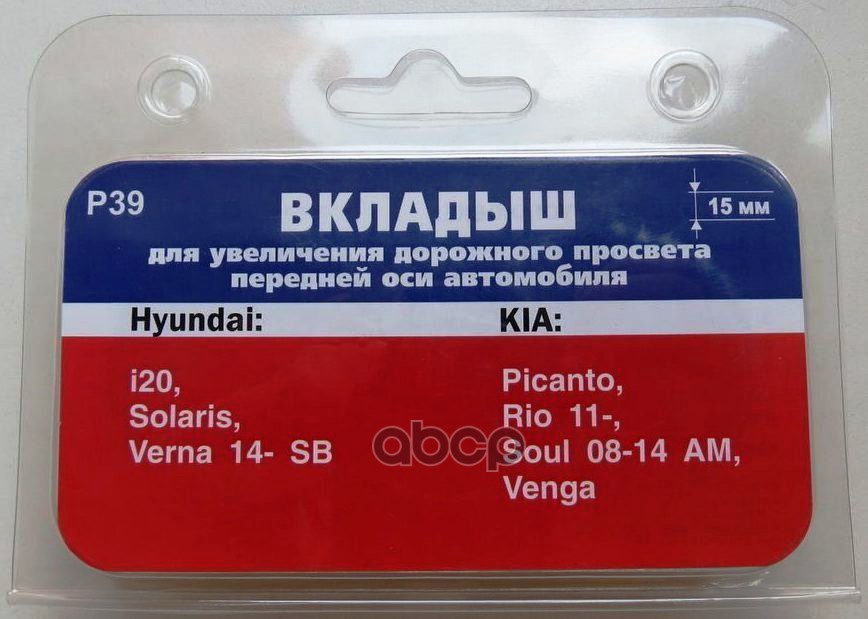 P39
ВКЛАДЫШ
15 мм
для увеличения дорожного просвета
передней оси автомобиля
Hyundai:
KIA:
i20,
Solaris,
Verna 14- SB
Picanto,
Rio 11-,
Soul 08-14 AM,
Venga
abcp